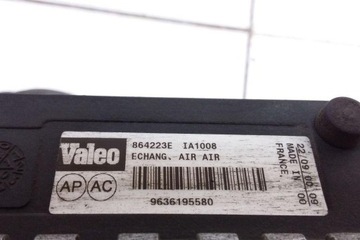 Valeo
864223E IA1008
ECHANG. AIR AIR
AP AC
9636195580
MADE IN
FRANCE.